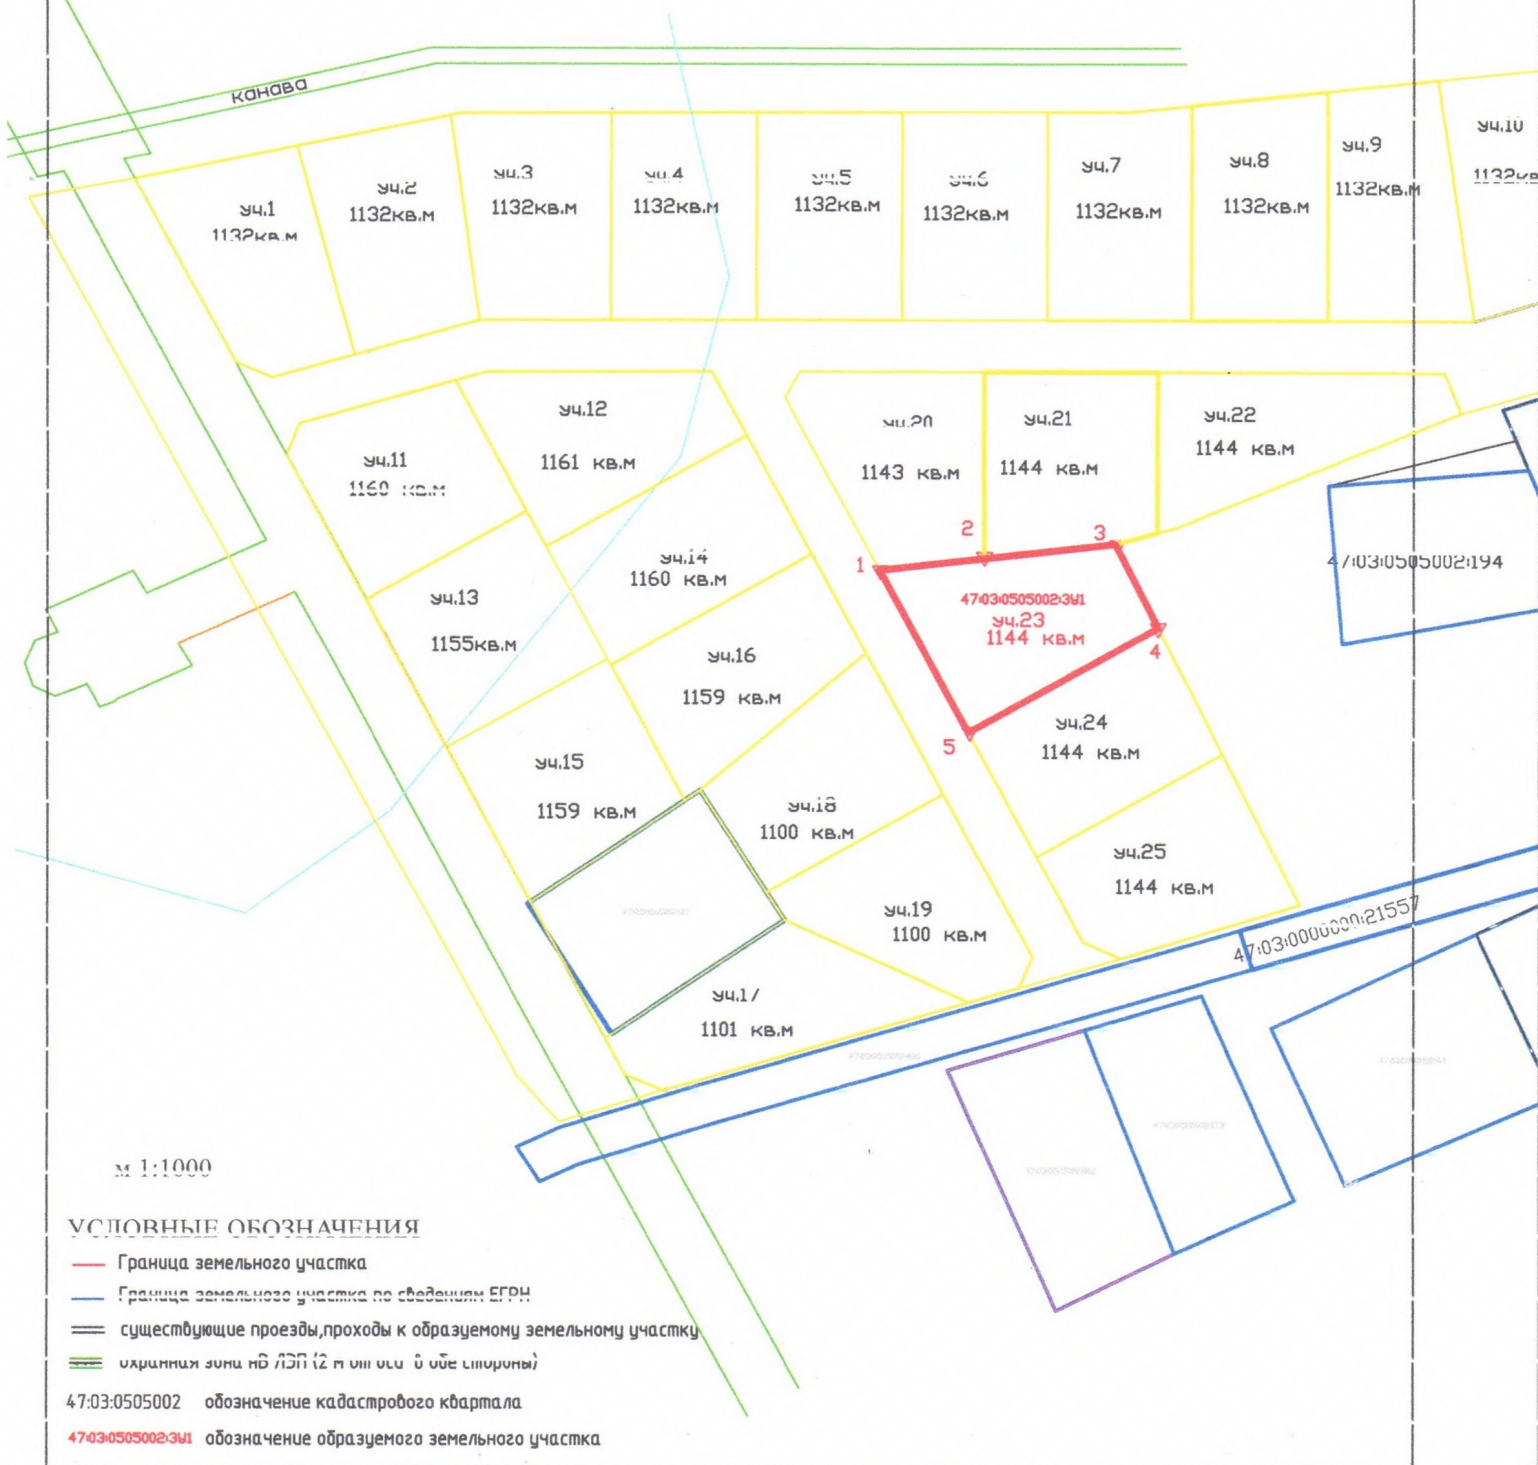 канава
уч.1
1132кв.м
уч.2
1132кв.м
уч.3
1132кв.м
уч.4
1132кв.м
уч.5
1132кв.м
уч.6
1132кв.м
уч.7
1132кв.м
уч.8
1132кв.м
уч.9
1132кв.м
уч.10
1132кв
уч.11
1160 кв.м
уч.12
1161 кв.м
уч.20
1143 кв.м
уч.21
1144 кв.м
уч.22
1144 кв.м
2
3
1
47:03:0505002:194
уч.13
1155кв.м
уч.14
1160 кв.м
47:03:0505002:ЗУ1
уч.23
1144 кв.м
4
уч.16
1159 кв.м
5
уч.24
1144 кв.м
уч.15
1159 кв.м
уч.18
1100 кв.м
уч.25
1144 кв.м
уч.19
1100 кв.м
47:03:0000000:21557
уч.17
1101 кв.м
м 1:1000
УСЛОВНЫЕ ОБОЗНАЧЕНИЯ
Граница земельного участка
Граница земельного участка по сведениям ЕГРН
существующие проезды,проходы к образуемому земельному участку
охранная зона НВ ЛЭП (2 м от оси в обе стороны)
47:03:0505002 обозначение кадастрового квартала
47:03:0505002:ЗУ1 обозначение образуемого земельного участка